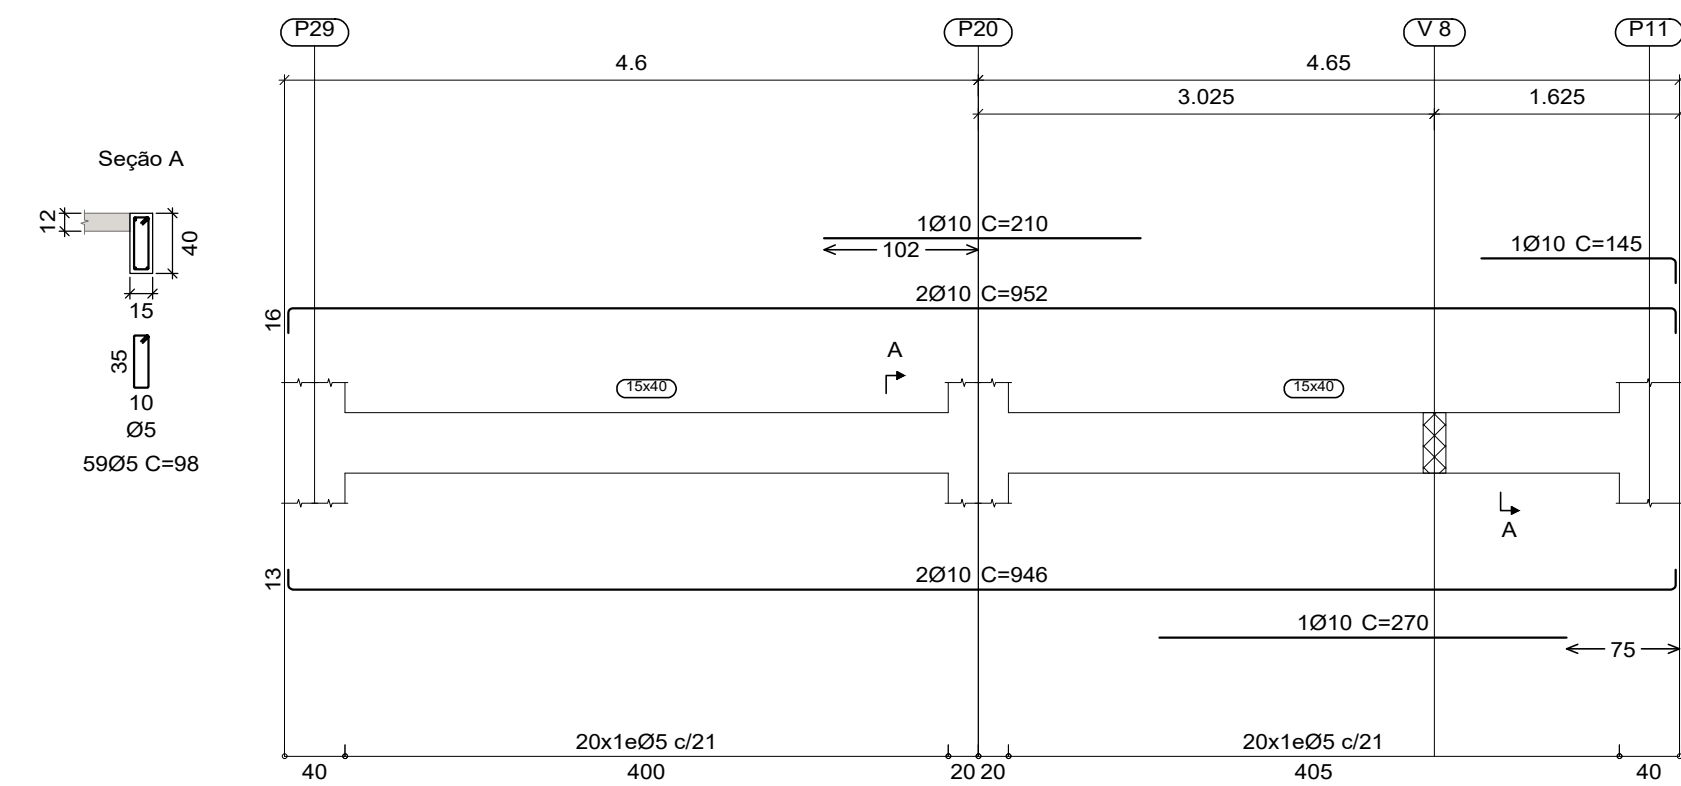 P29 P20 V 8 P11
4.6 4.65
3.025 1.625
Seção A
12
40
15
35
10
Ø5
59Ø5 C=98
1Ø10 C=210
102
1Ø10 C=145
2Ø10 C=952
16
A
15x40 15x40
A
2Ø10 C=946
13
1Ø10 C=270
75
20x1eØ5 c/21 20x1eØ5 c/21
40 400 20 20 405 40